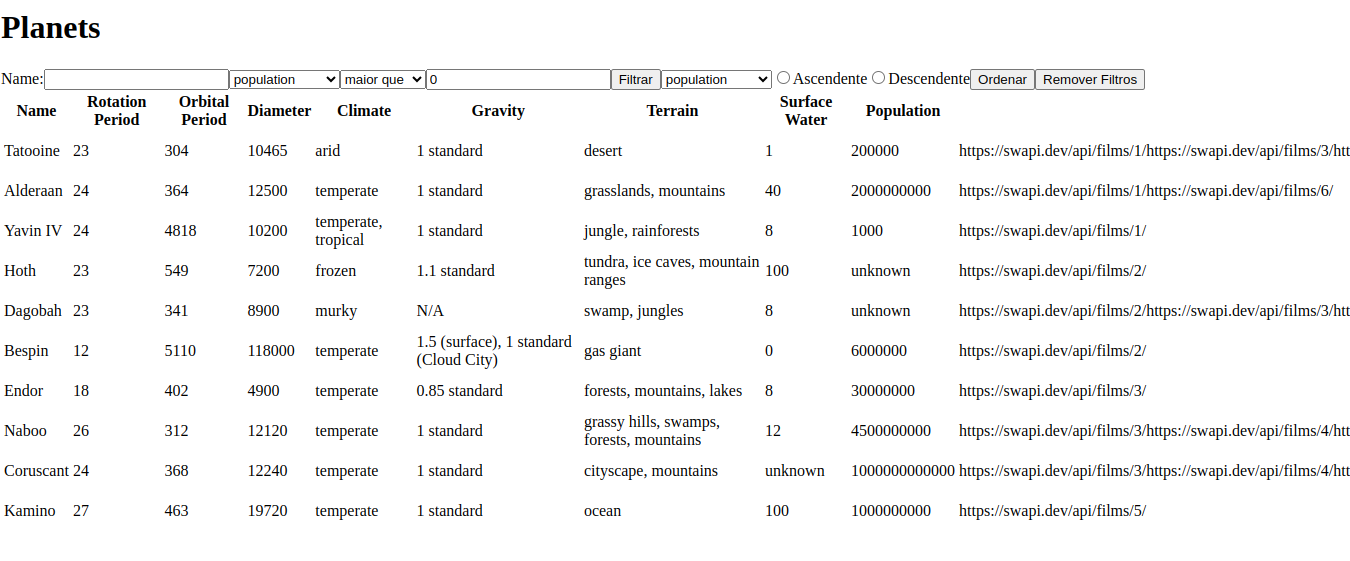 Planets
Name: population maior que 0 Filtrar population Ascendente Descendente Ordenar Remover Filtros
Name Rotation Period Orbital Period Diameter Climate Gravity Terrain Surface Water Population
Tatooine 23 304 10465 arid 1 standard desert 1 200000 https://swapi.dev/api/films/1/https://swapi.dev/api/films/3/htt
Alderaan 24 364 12500 temperate 1 standard grasslands, mountains 40 2000000000 https://swapi.dev/api/films/1/https://swapi.dev/api/films/6/
Yavin IV 24 4818 10200 temperate, tropical 1 standard jungle, rainforests 8 1000 https://swapi.dev/api/films/1/
Hoth 23 549 7200 frozen 1.1 standard tundra, ice caves, mountain ranges 100 unknown https://swapi.dev/api/films/2/
Dagobah 23 341 8900 murky N/A swamp, jungles 8 unknown https://swapi.dev/api/films/2/https://swapi.dev/api/films/3/htt
Bespin 12 5110 118000 temperate 1.5 (surface), 1 standard (Cloud City) gas giant 0 6000000 https://swapi.dev/api/films/2/
Endor 18 402 4900 temperate 0.85 standard forests, mountains, lakes 8 30000000 https://swapi.dev/api/films/3/
Naboo 26 312 12120 temperate 1 standard grassy hills, swamps, forests, mountains 12 4500000000 https://swapi.dev/api/films/3/https://swapi.dev/api/films/4/htt
Coruscant 24 368 12240 temperate 1 standard cityscape, mountains unknown 1000000000000 https://swapi.dev/api/films/3/https://swapi.dev/api/films/4/htt
Kamino 27 463 19720 temperate 1 standard ocean 100 1000000000 https://swapi.dev/api/films/5/